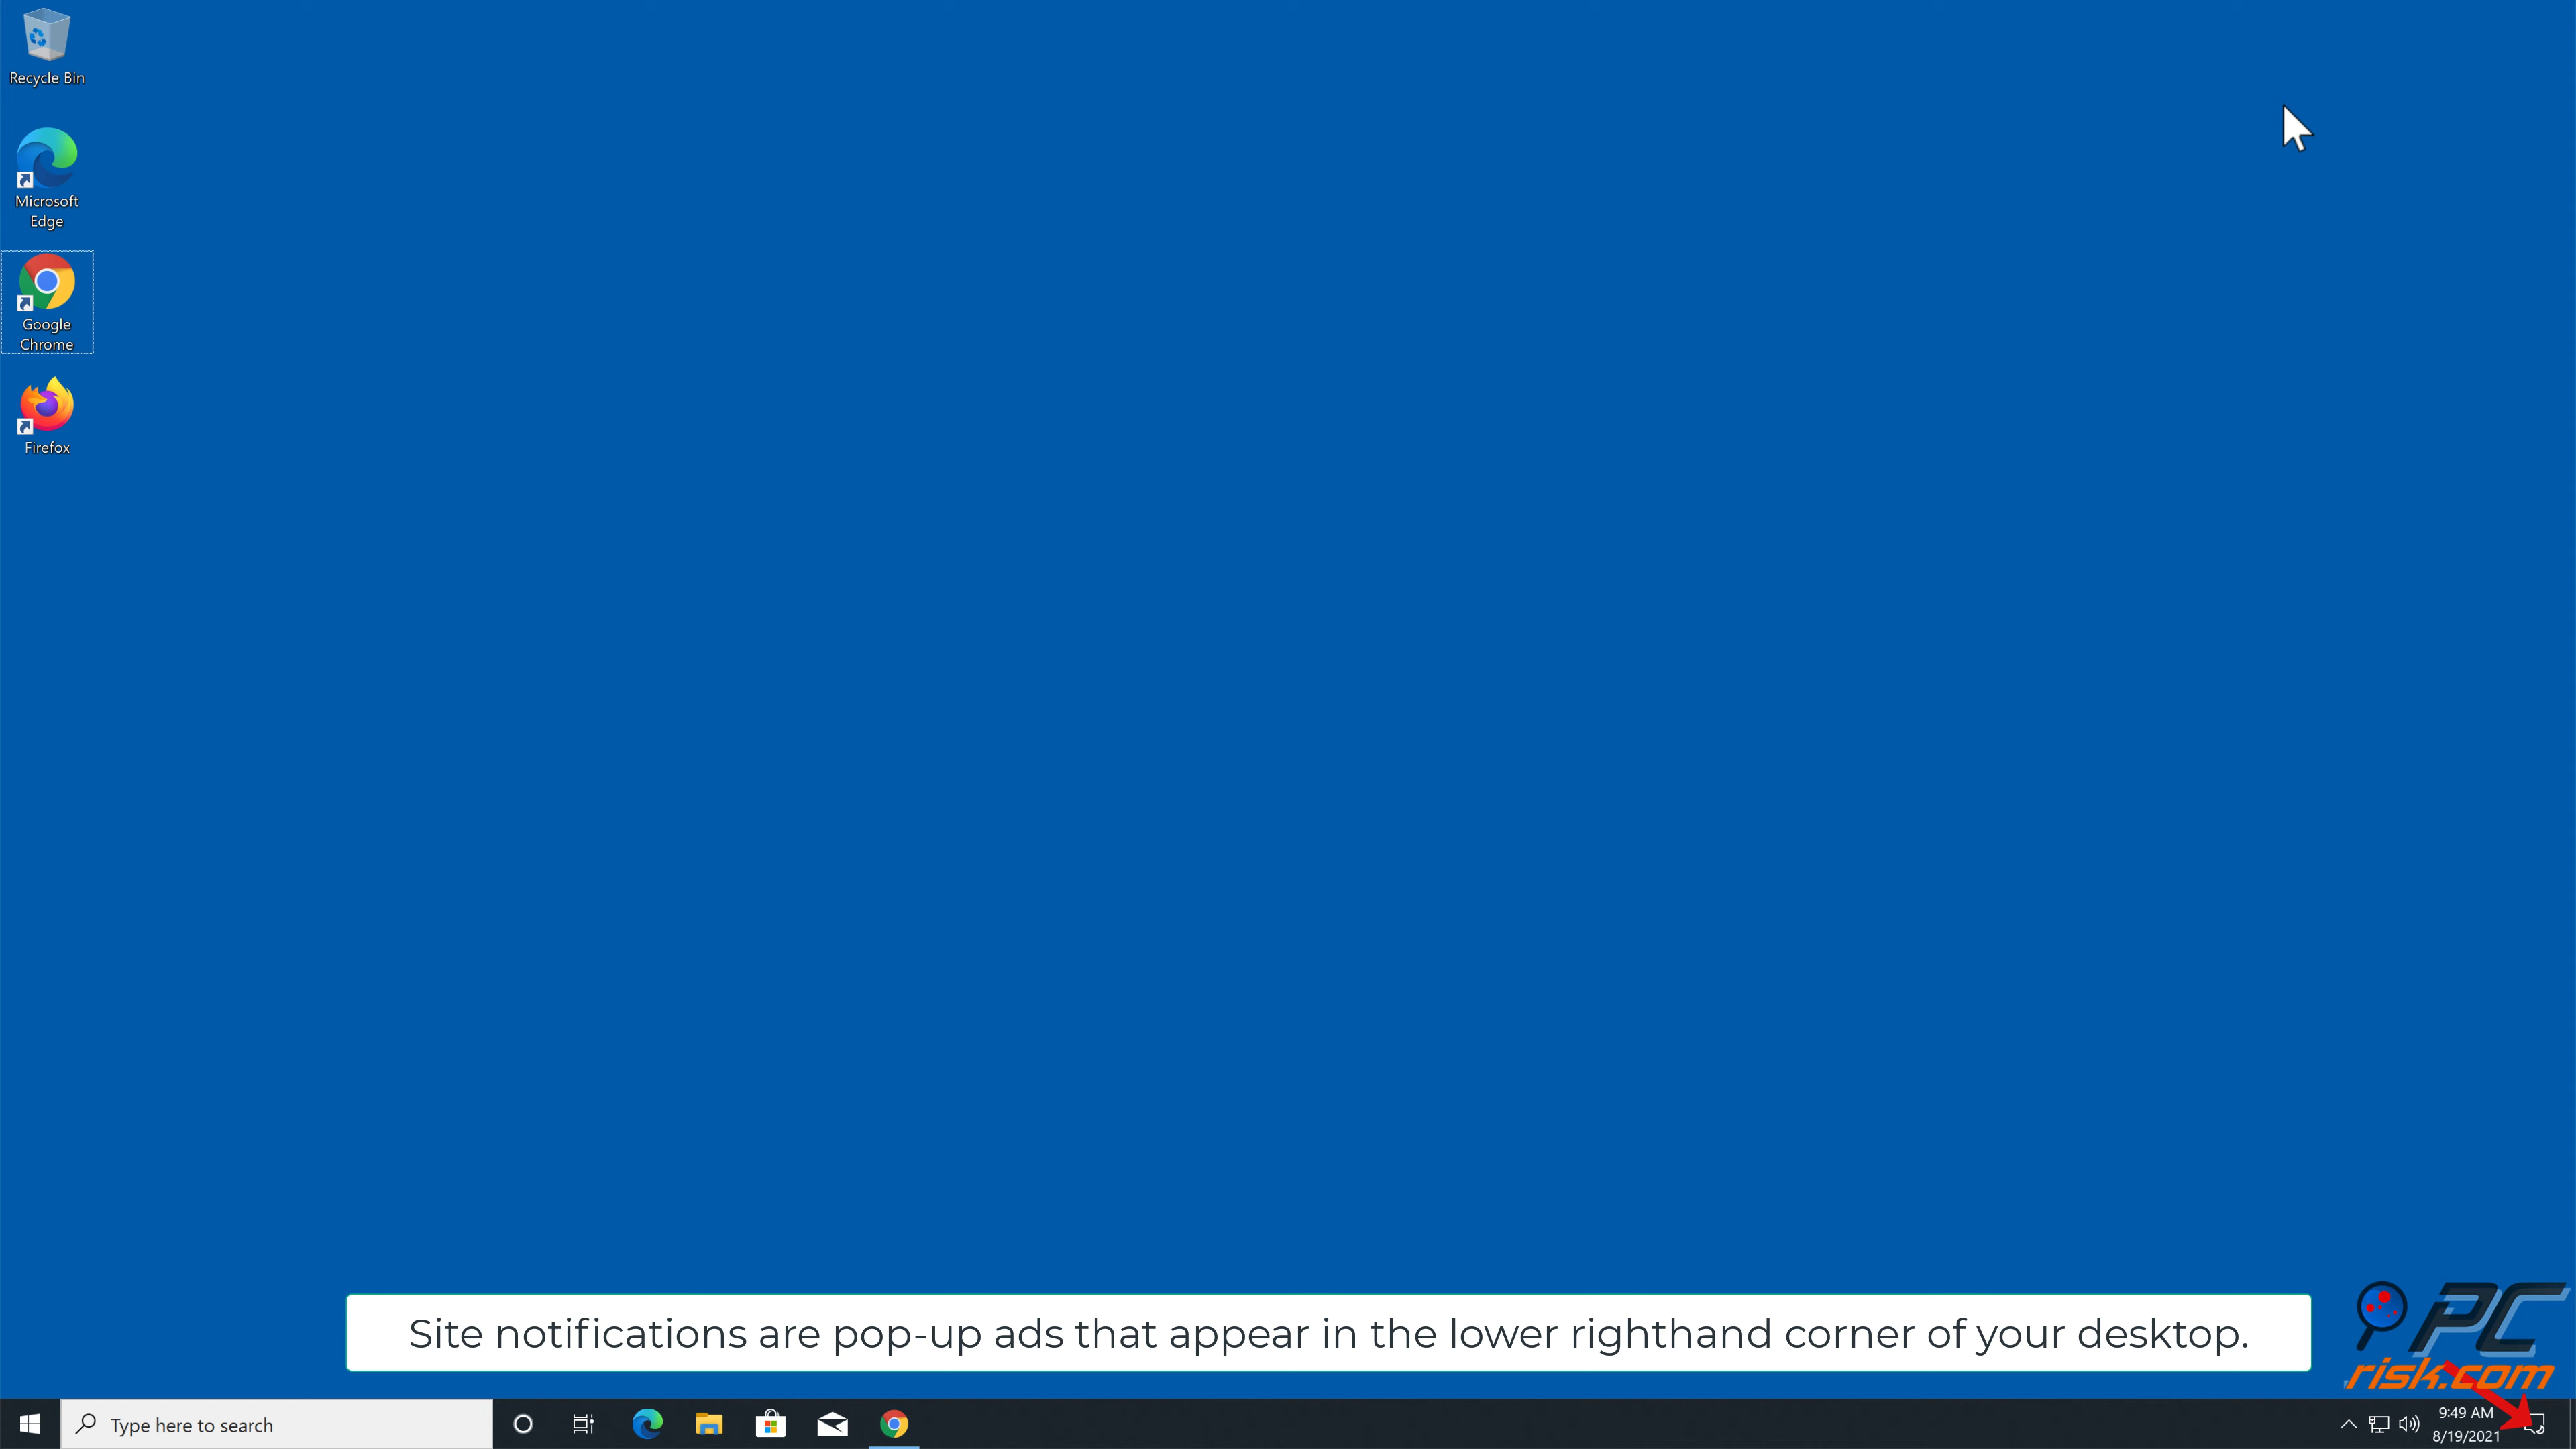 Recycle Bin
Microsoft
Edge
Google
Chrome
Firefox
Site notifications are pop-up ads that appear in the lower righthand corner of your desktop.
PC
risk.com
Type here to search
9:49 AM
8/19/2021